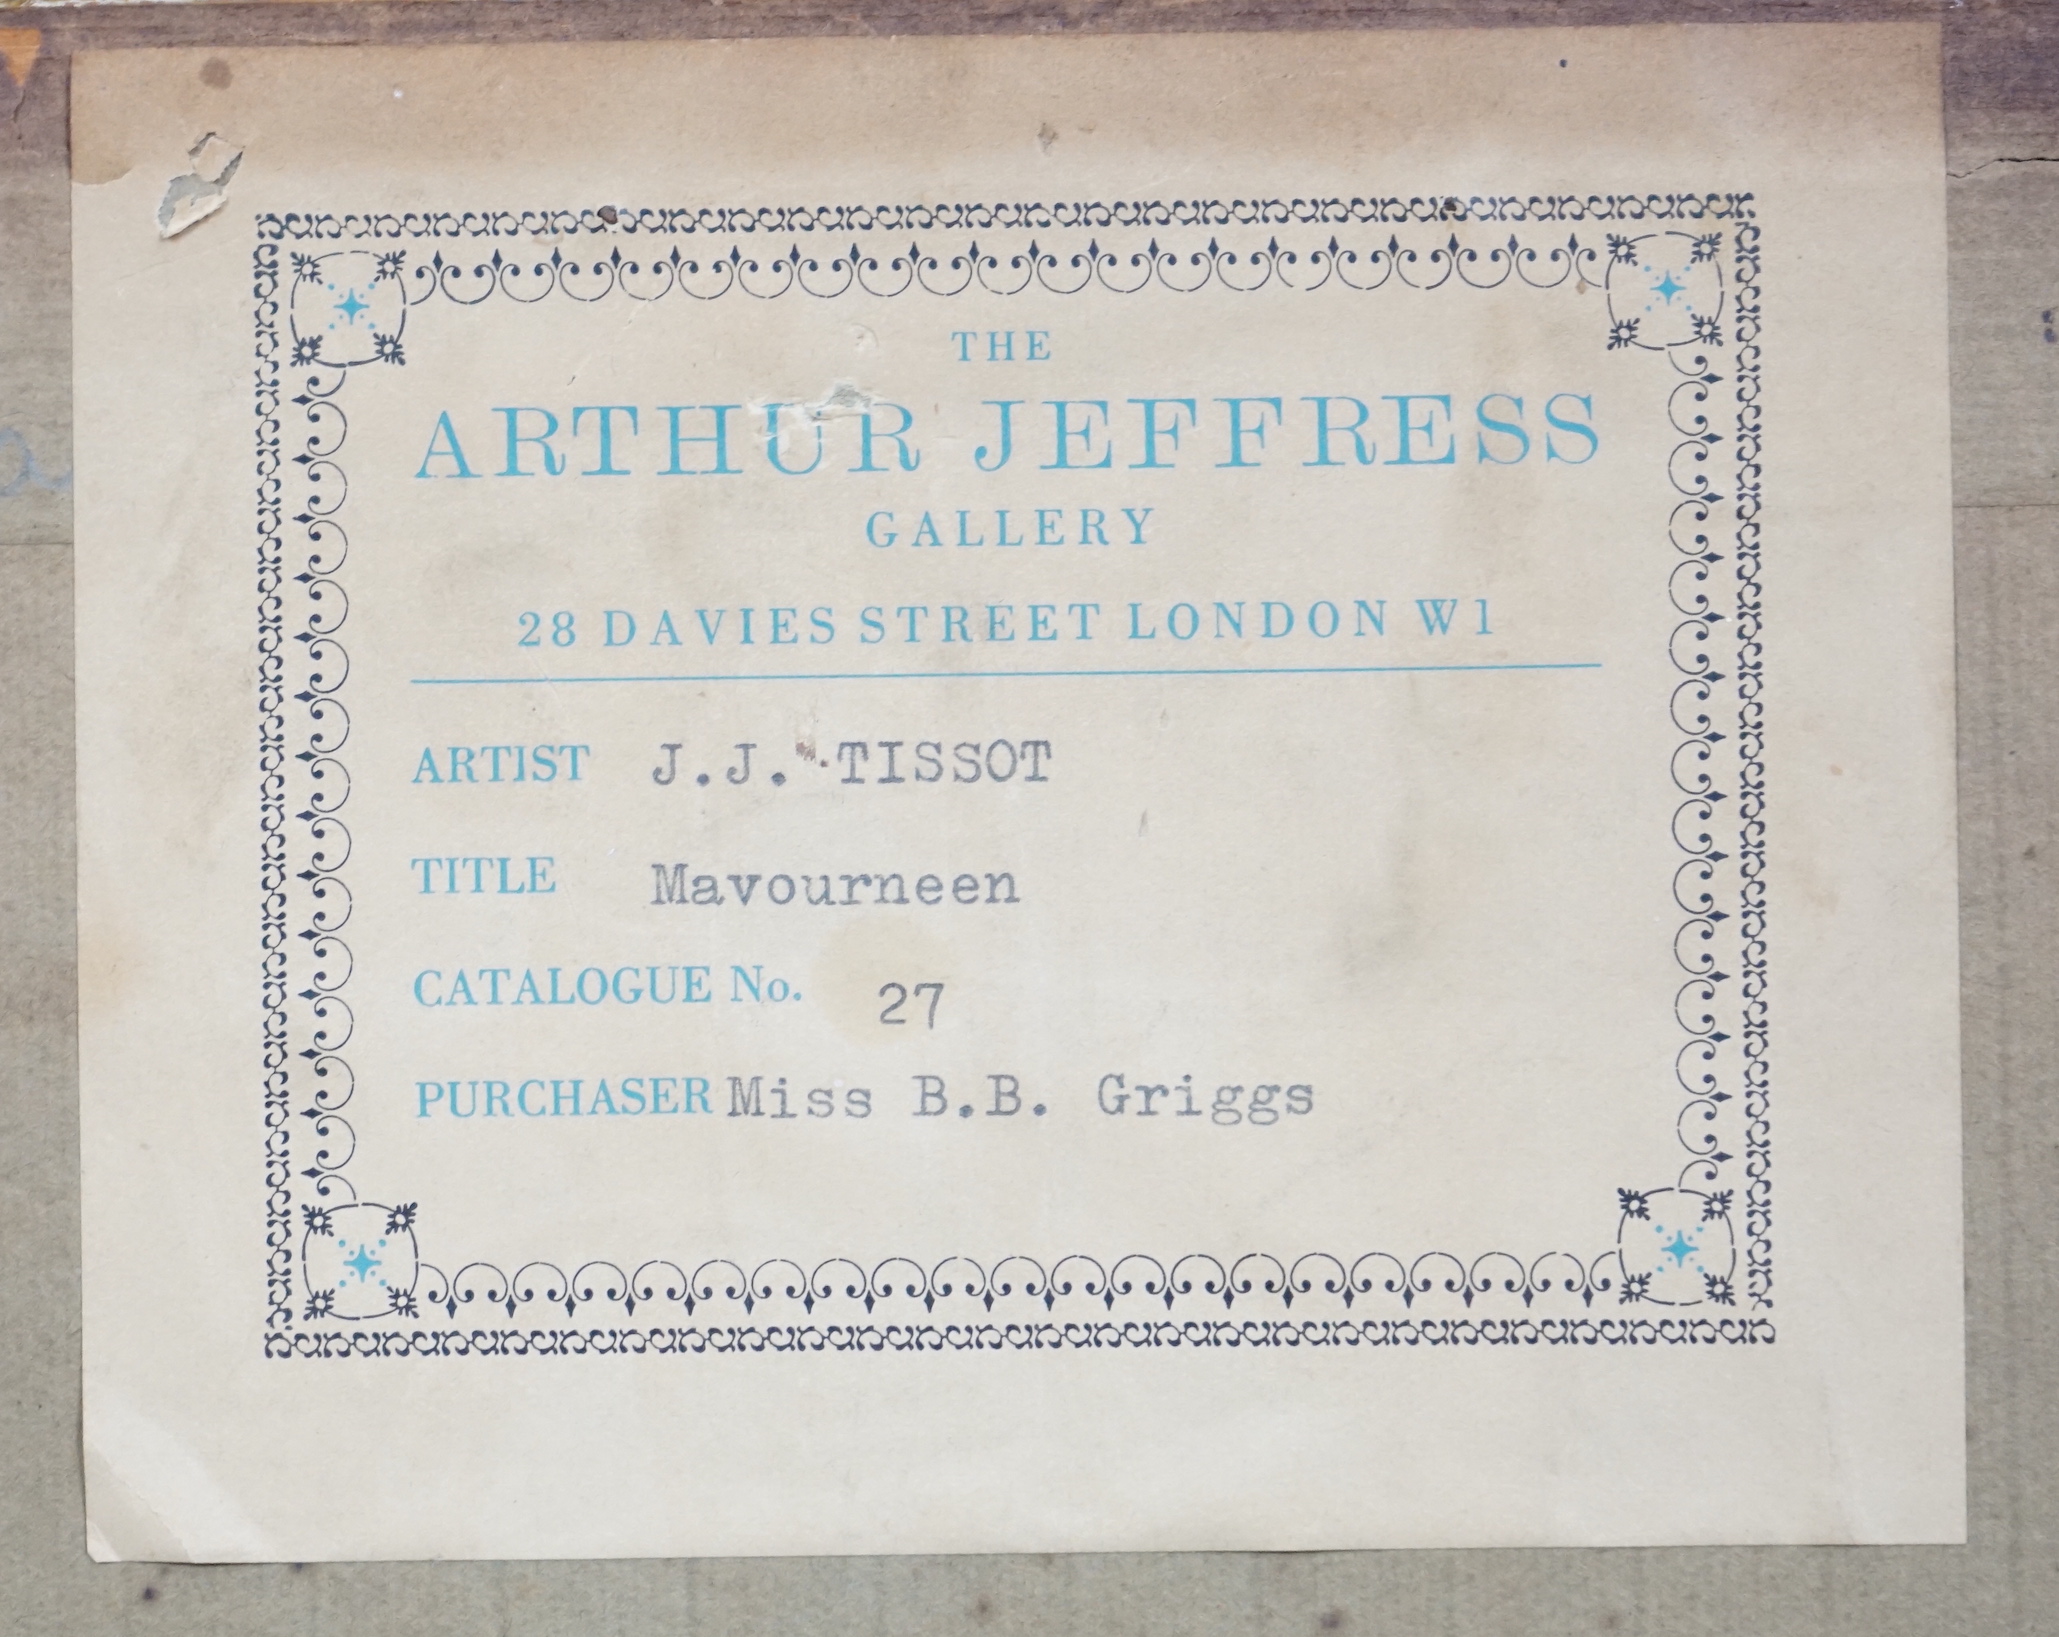 THE
ARTHUR JEFFRESS
GALLERY
28 DAVIES STREET LONDON W1
ARTIST J.J. TISSOT
TITLE Mavourneen
CATALOGUE No. 27
PURCHASER Miss B.B. Griggs